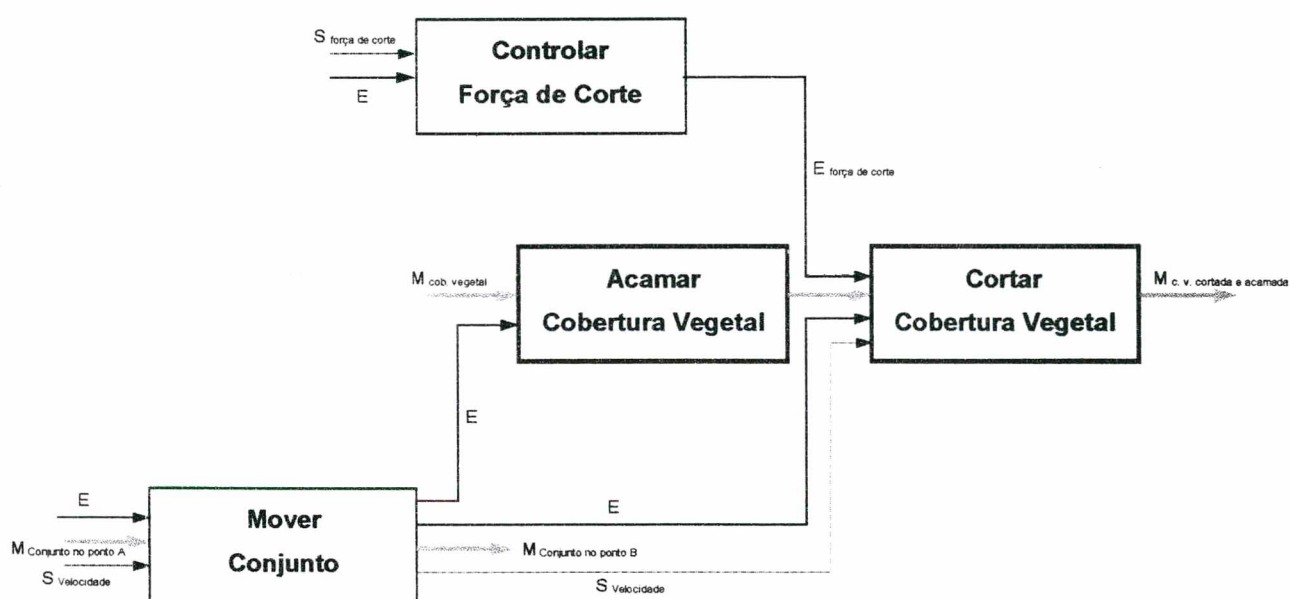 S força de corte
E
Controlar
Força de Corte
E força de corte
M cob. vegetal
Acamar
Cobertura Vegetal
Cortar
Cobertura Vegetal
M c. v. cortada e acamada
E
E
M Conjunto no ponto A
S Velocidade
Mover
Conjunto
E
M Conjunto no ponto B
S Velocidade